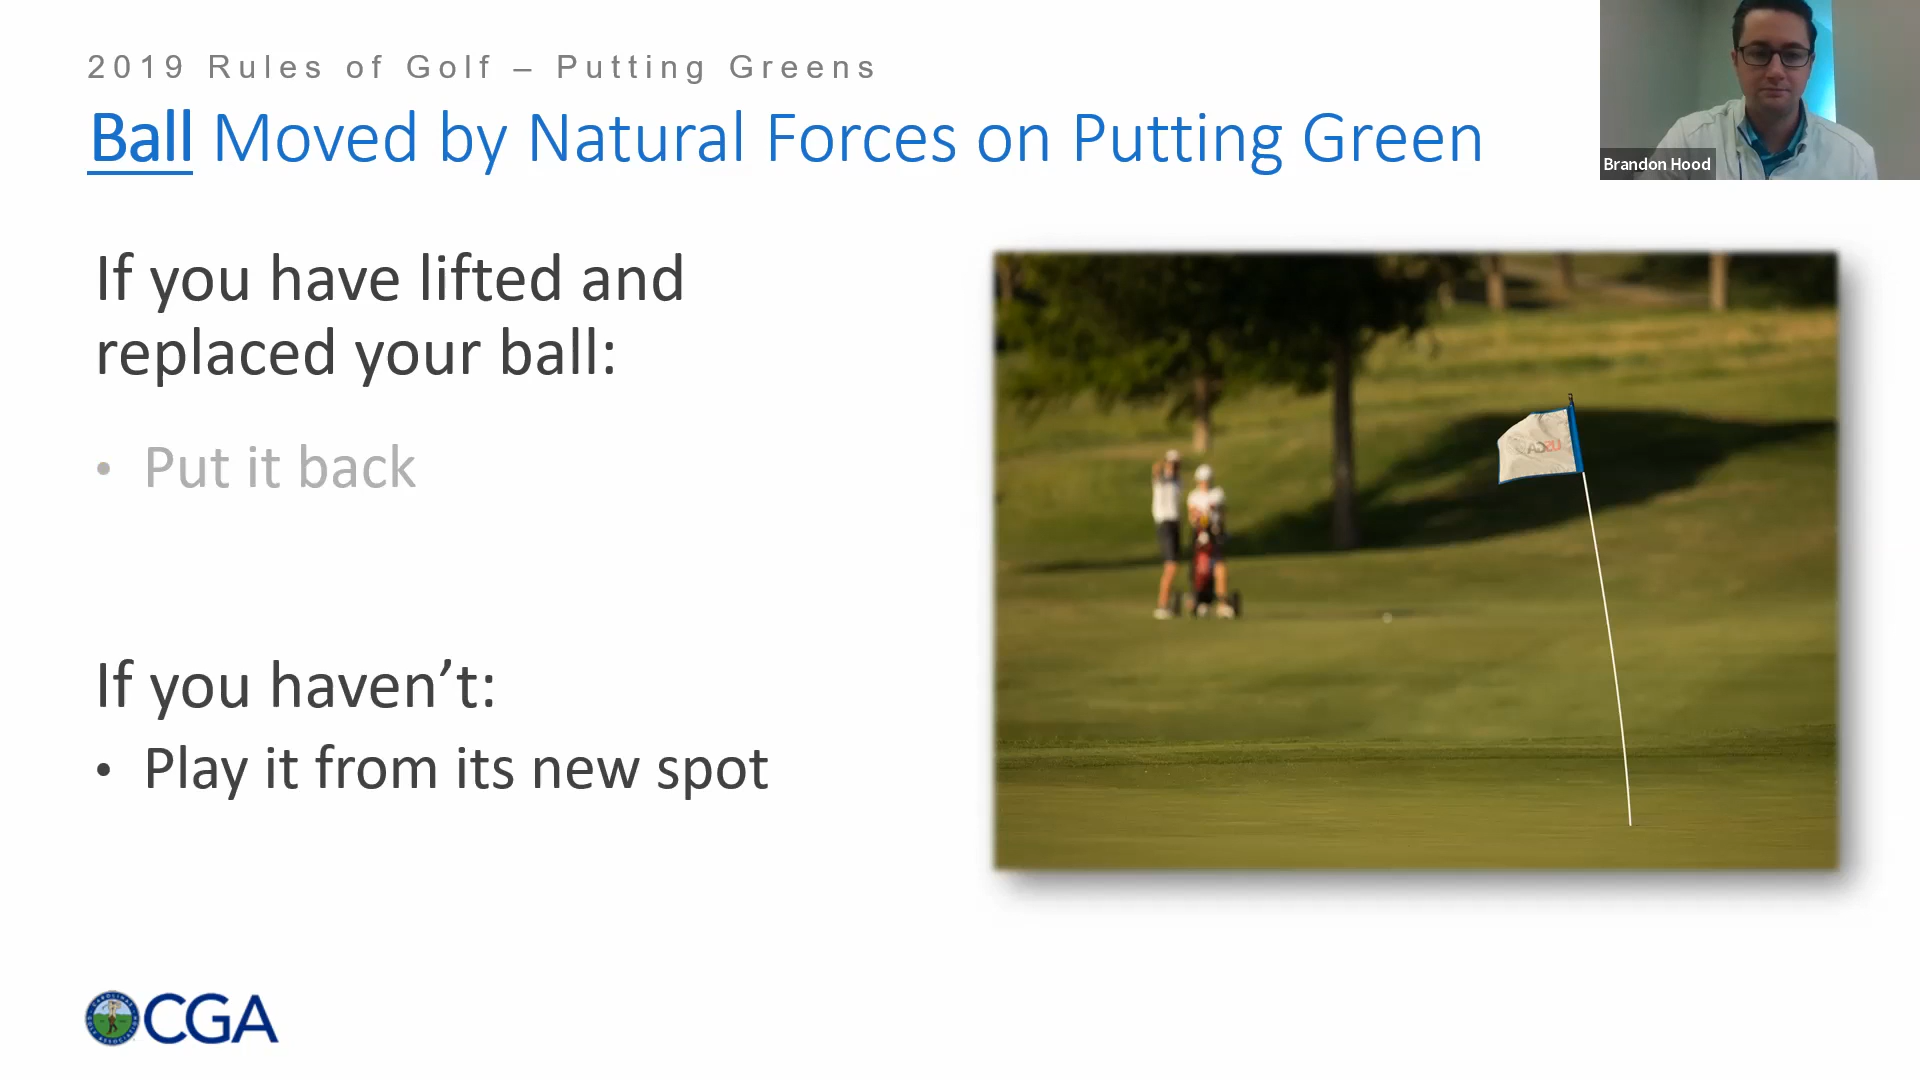 2019 Rules of Golf – Putting Greens
Ball Moved by Natural Forces on Putting Green
Brandon Hood
If you have lifted and
replaced your ball:
• Put it back
If you haven’t:
• Play it from its new spot
CGA